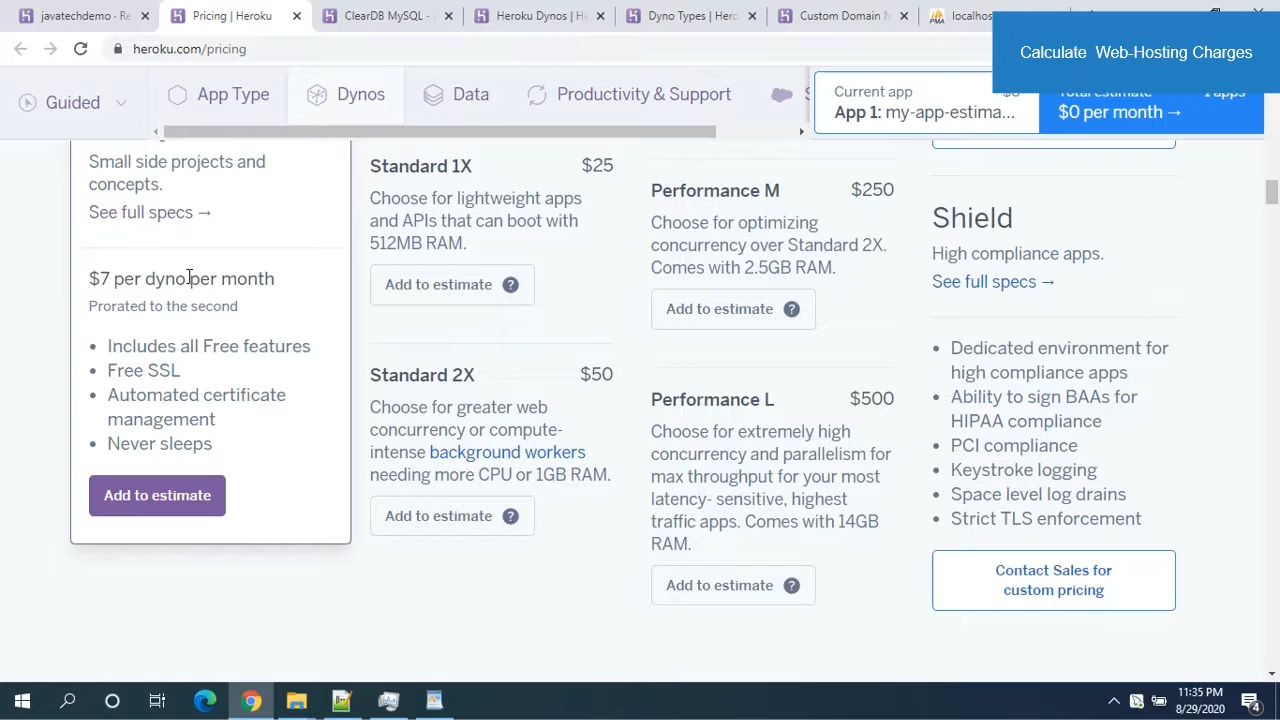 javatechdemo · Re
Pricing | Heroku
ClearDB MySQL - A
Heroku Dynos | H
Dyno Types | Hero
Custom Domain N
localhos
Calculate Web-Hosting Charges
heroku.com/pricing
Guided
App Type
Dynos
Data
Productivity & Support
S
Current app
$0
App 1: my-app-estima...
Total estimate
1 apps
$0 per month →
Small side projects and
concepts.
See full specs →
$7 per dyno per month
Prorated to the second
• Includes all Free features
• Free SSL
• Automated certificate
management
• Never sleeps
Add to estimate
Standard 1X $25
Choose for lightweight apps
and APIs that can boot with
512MB RAM.
Add to estimate ?
Standard 2X $50
Choose for greater web
concurrency or compute-
intense background workers
needing more CPU or 1GB RAM.
Add to estimate ?
Performance M $250
Choose for optimizing
concurrency over Standard 2X.
Comes with 2.5GB RAM.
Add to estimate ?
Performance L $500
Choose for extremely high
concurrency and parallelism for
max throughput for your most
latency- sensitive, highest
traffic apps. Comes with 14GB
RAM.
Add to estimate ?
Shield
High compliance apps.
See full specs →
• Dedicated environment for
high compliance apps
• Ability to sign BAAs for
HIPAA compliance
• PCI compliance
• Keystroke logging
• Space level log drains
• Strict TLS enforcement
Contact Sales for
custom pricing
11:35 PM
8/29/2020
4